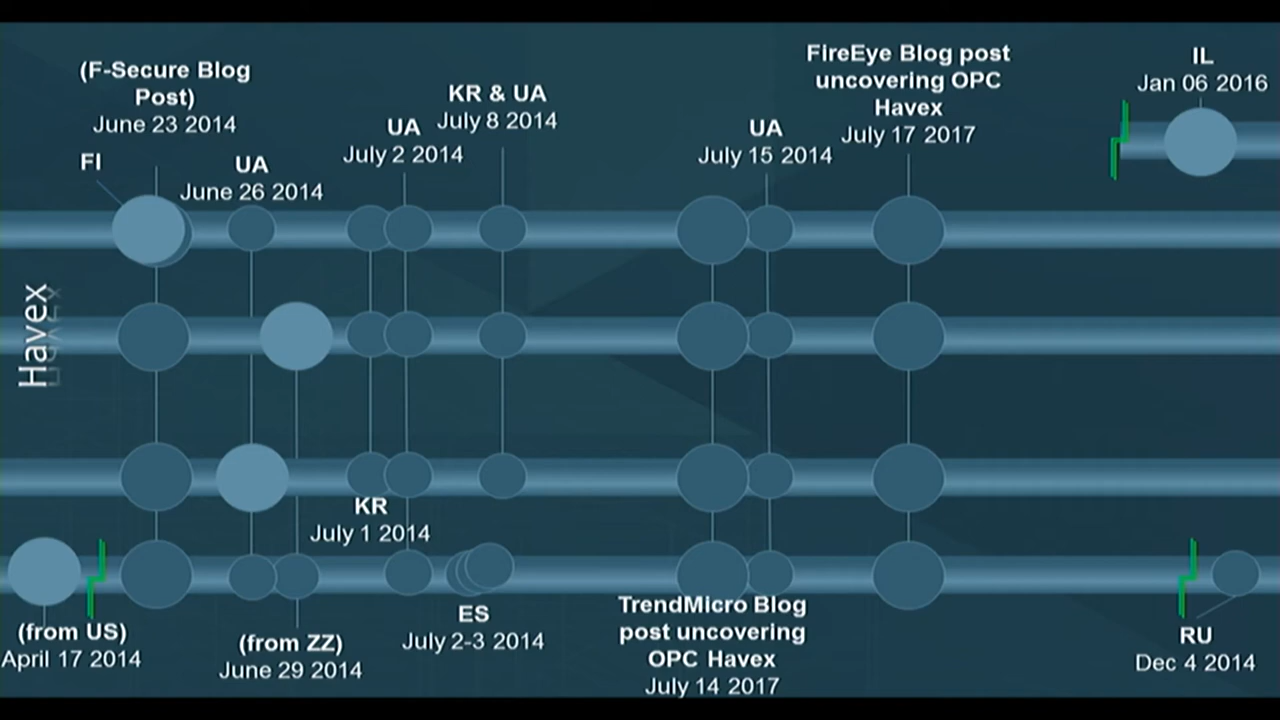 (F-Secure Blog
Post)
June 23 2014
FI
UA
June 26 2014
UA
July 2 2014
KR & UA
July 8 2014
UA
July 15 2014
FireEye Blog post
uncovering OPC
Havex
July 17 2017
IL
Jan 06 2016
Havex
KR
July 1 2014
(from US)
April 17 2014
(from ZZ)
June 29 2014
ES
July 2-3 2014
TrendMicro Blog
post uncovering
OPC Havex
July 14 2017
RU
Dec 4 2014